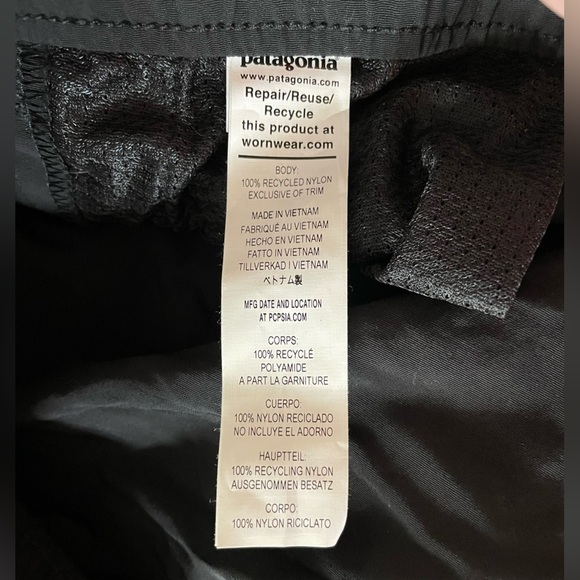 patagonia
www.patagonia.com
Repair/Reuse/
Recycle
this product at
wornwear.com
BODY:
100% RECYCLED NYLON
EXCLUSIVE OF TRIM
MADE IN VIETNAM
FABRIQUÉ AU VIETNAM
HECHO EN VIETNAM
FATTO IN VIETNAM
TILLVERKAD I VIETNAM
ベトナム製
MFG DATE AND LOCATION
AT PCPSIA.COM
CORPS:
100% RECYCLÉ
POLYAMIDE
A PART LA GARNITURE
CUERPO:
100% NYLON RECICLADO
NO INCLUYE EL ADORNO
HAUPTTEIL:
100% RECYCLING NYLON
AUSGENOMMEN BESATZ
CORPO:
100% NYLON RICICLATO